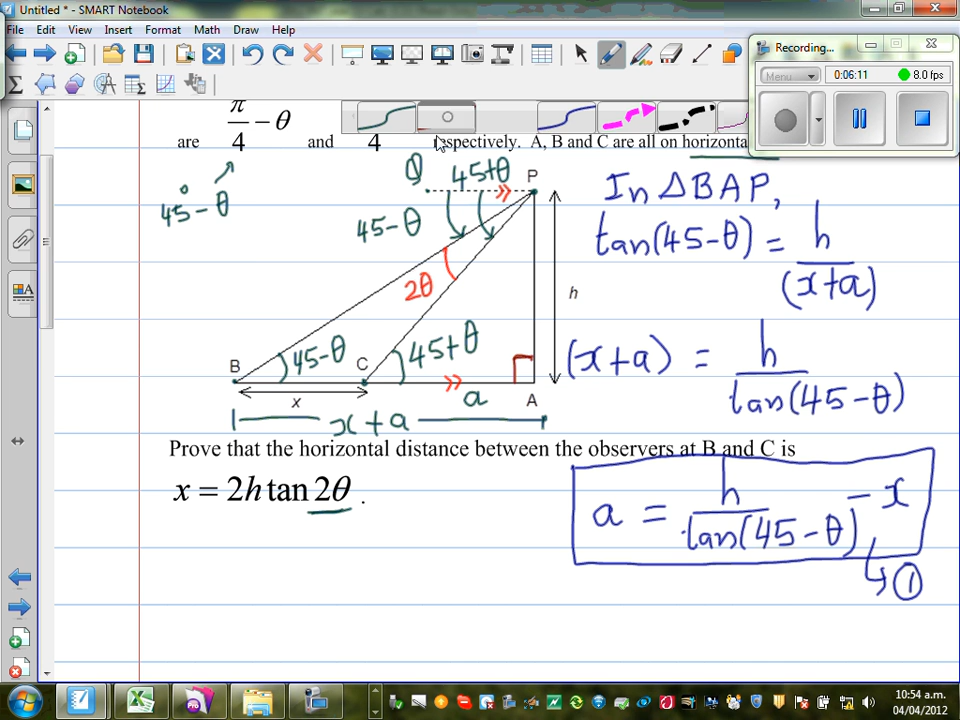 Untitled * - SMART Notebook
File Edit View Insert Format Math Draw Help
Recording...
Menu
0:06:11
8.0 fps
π/4 − θ
are and 4 respectively. A, B and C are all on horizonta
45° − θ
Q 45+θ P
45−θ
2θ
h
B 45−θ C 45+θ A
x a
x + a
In △BAP,
tan(45−θ) = h/(x+a)
(x+a) = h/tan(45−θ)
Prove that the horizontal distance between the observers at B and C is
x = 2h tan 2θ .
a = h/tan(45−θ) − x
①
10:54 a.m.
04/04/2012